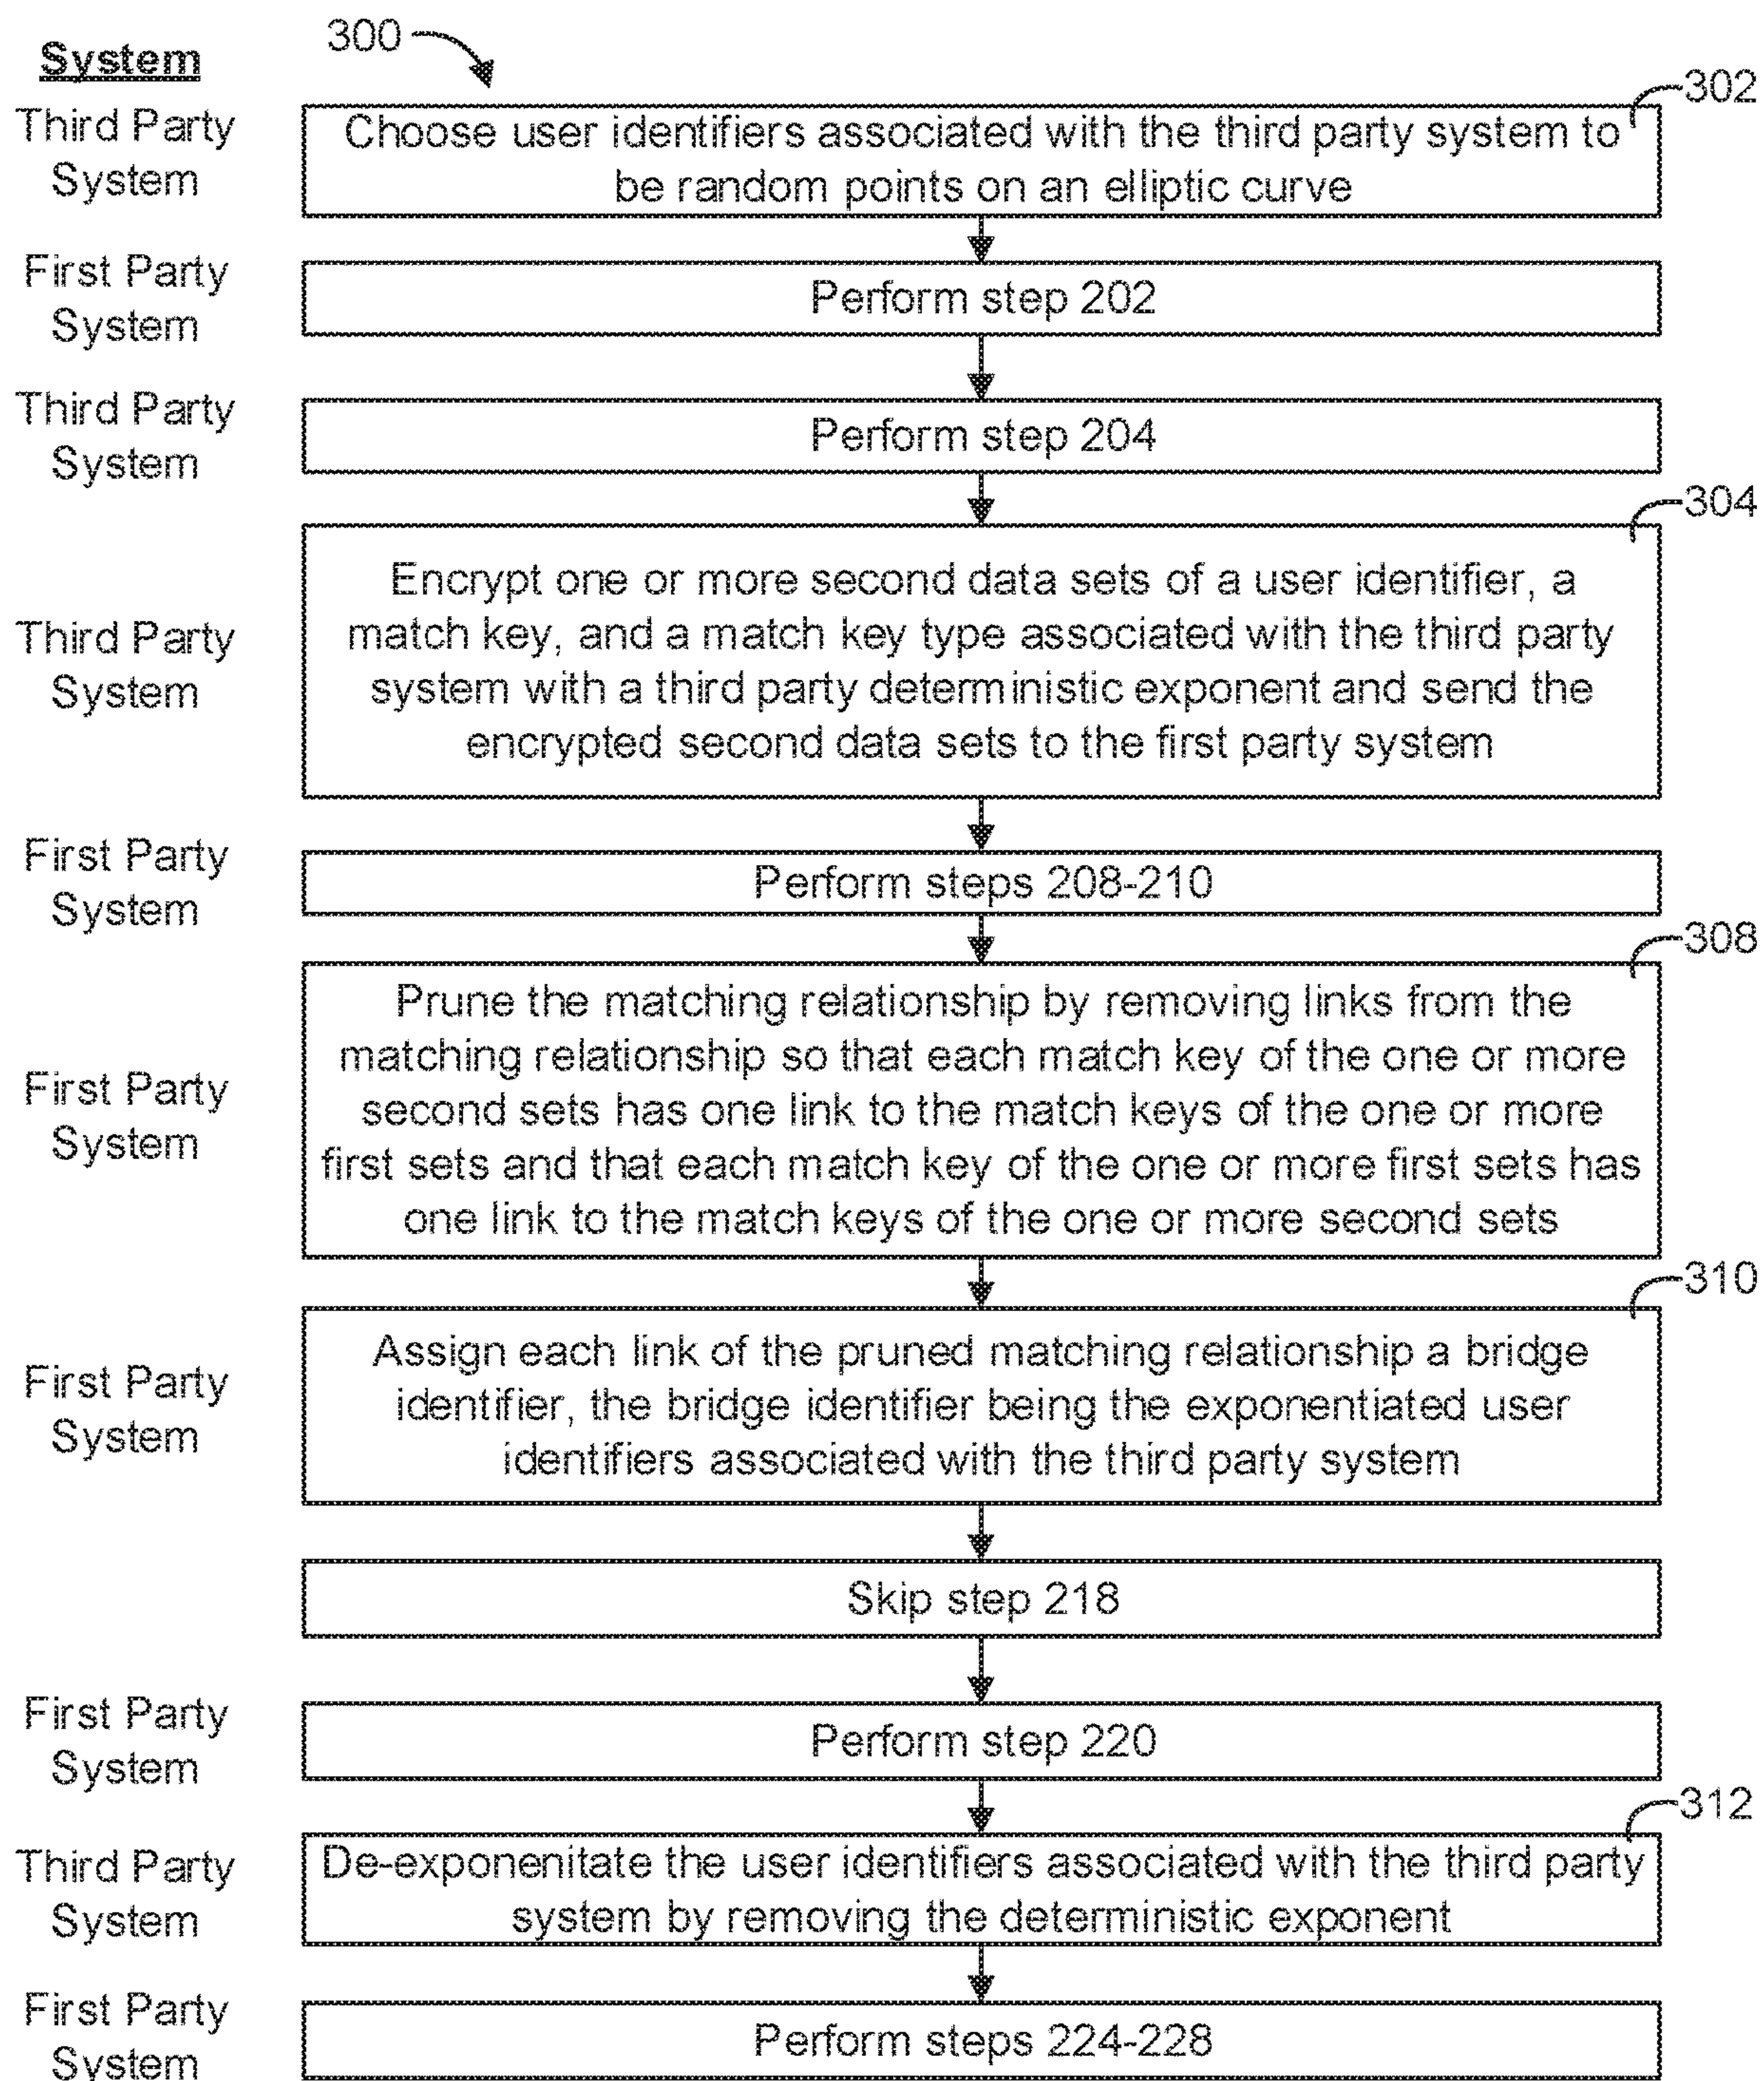 System
300
302
Third Party
System
Choose user identifiers associated with the third party system to
be random points on an elliptic curve
First Party
System
Perform step 202
Third Party
System
Perform step 204
304
Third Party
System
Encrypt one or more second data sets of a user identifier, a
match key, and a match key type associated with the third party
system with a third party deterministic exponent and send the
encrypted second data sets to the first party system
First Party
System
Perform steps 208-210
308
First Party
System
Prune the matching relationship by removing links from the
matching relationship so that each match key of the one or more
second sets has one link to the match keys of the one or more
first sets and that each match key of the one or more first sets has
one link to the match keys of the one or more second sets
310
First Party
System
Assign each link of the pruned matching relationship a bridge
identifier, the bridge identifier being the exponentiated user
identifiers associated with the third party system
Skip step 218
First Party
System
Perform step 220
312
Third Party
System
De-exponenitate the user identifiers associated with the third party
system by removing the deterministic exponent
First Party
System
Perform steps 224-228